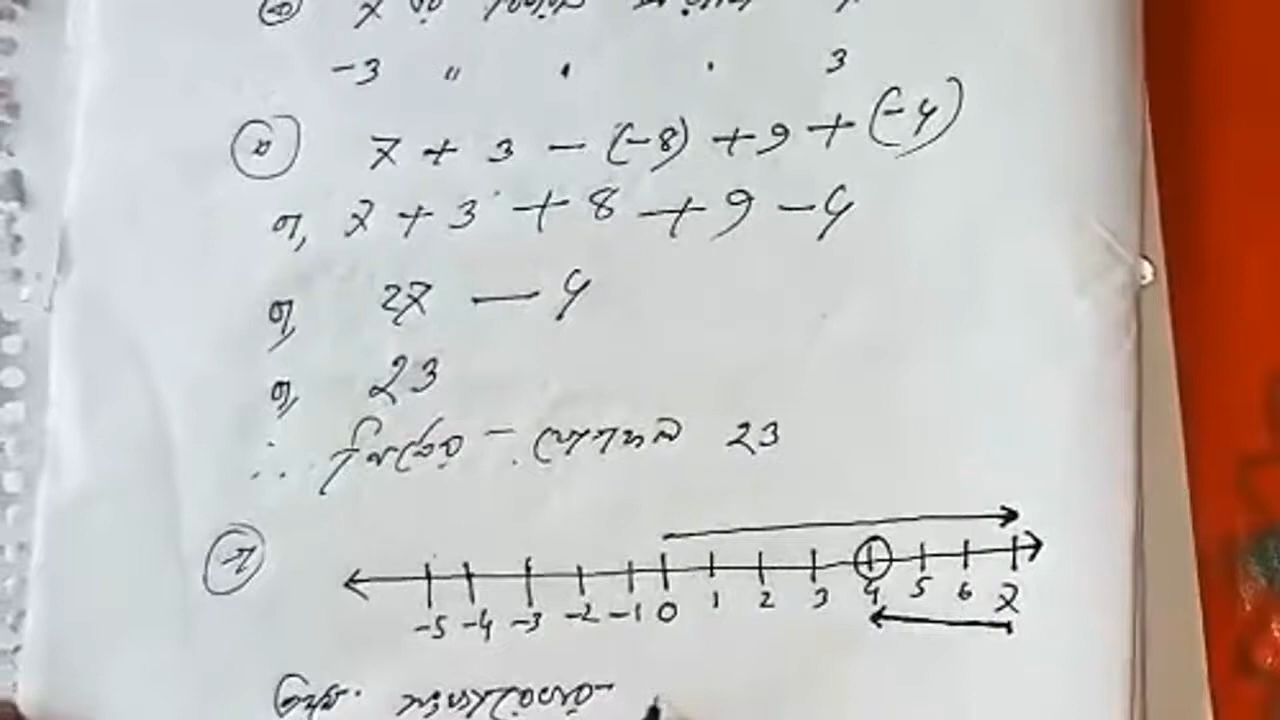 -3 " . . 3
7 + 3 - (-8) + 9 + (-4)
বা, 7 + 3 + 8 + 9 - 4
বা, 27 - 4
বা, 23
∴ নির্ণেয় যোগফল 23
-5 -4 -3 -2 -1 0 1 2 3 4 5 6 7